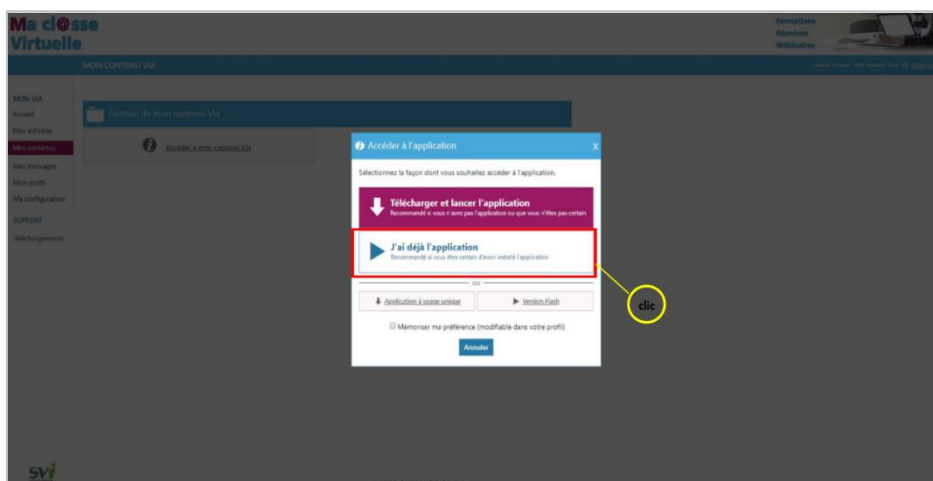 Ma cl@sse
Virtuelle
Formations
Réunions
Webinaires
MON CONTENU VIA
MON VIA
Accueil
Mes activités
Mes contenus
Mes messages
Mon profil
Ma configuration
SUPPORT
Téléchargements
Gestion de Mon contenu Via
Accéder à mon contenu Via
Accéder à l'application X
Sélectionnez la façon dont vous souhaitez accéder à l'application.
Télécharger et lancer l'application
Recommandé si vous n'avez pas l'application ou que vous n'êtes pas certain
J'ai déjà l'application
Recommandé si vous êtes certain d'avoir installé l'application
ou
Application à usage unique
Version Flash
Mémoriser ma préférence (modifiable dans votre profil)
Annuler
clic
SVi